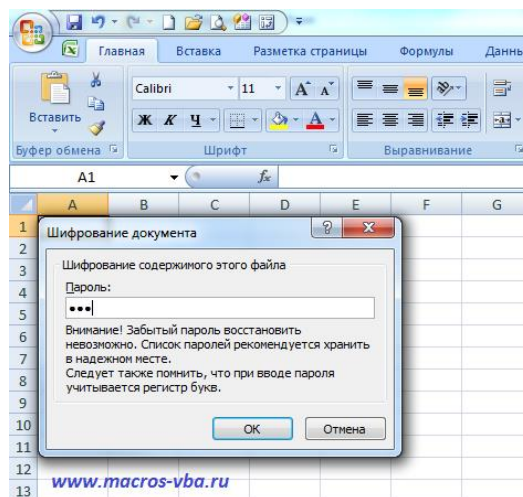 Главная Вставка Разметка страницы Формулы Даннь
Вставить
Calibri 11
Ж К Ч
Буфер обмена Шрифт Выравнивание
A1 fx
A B C D E F G
1
Шифрование документа
2
Шифрование содержимого этого файла
3
Пароль:
4
•••
5
Внимание! Забытый пароль восстановить
6
невозможно. Список паролей рекомендуется хранить
7
в надежном месте.
8
Следует также помнить, что при вводе пароля
учитывается регистр букв.
9
10
ОК Отмена
11
12
www.macros-vba.ru
13